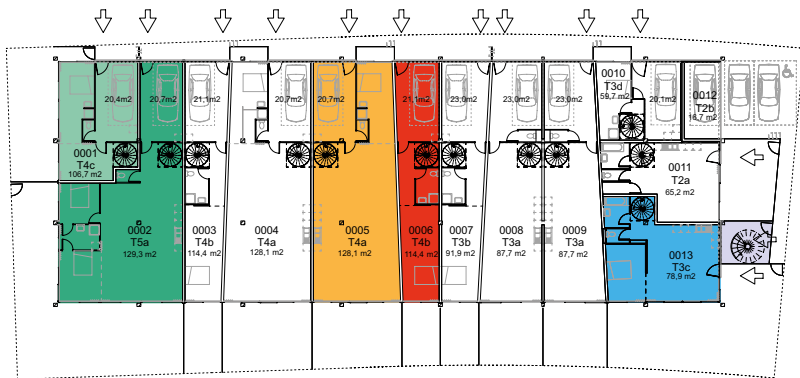 20,4m2
20,7m2
21,1m2
20,7m2
20,7m2
21,1m2
23,0m2
23,0m2
23,0m2
0010
T3d
59,7 m2
20,1m2
0012
T2b
16,7 m2
0001
T4c
106,7 m2
0011
T2a
65,2 m2
0002
T5a
129,3 m2
0003
T4b
114,4 m2
0004
T4a
128,1 m2
0005
T4a
128,1 m2
0006
T4b
114,4 m2
0007
T3b
91,9 m2
0008
T3a
87,7 m2
0009
T3a
87,7 m2
0013
T3c
78,9 m2